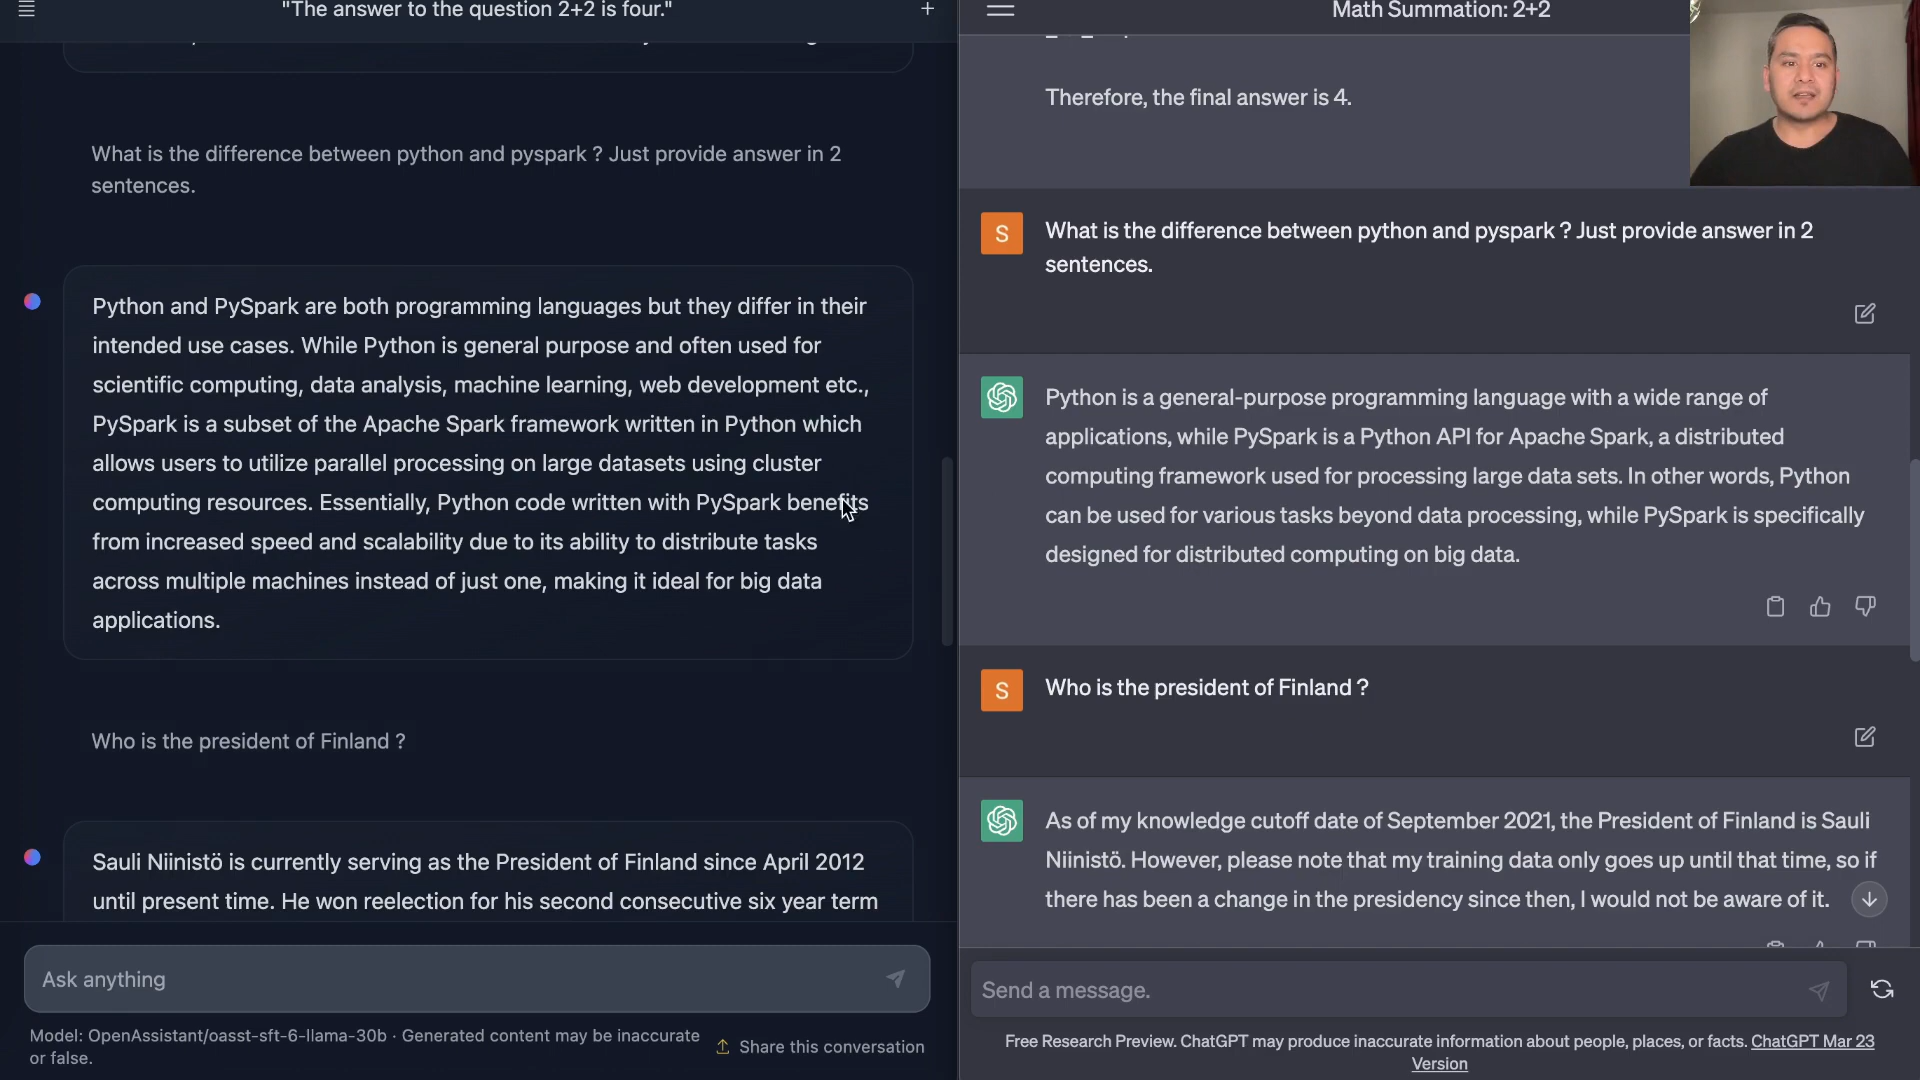 "The answer to the question 2+2 is four."
+
What is the difference between python and pyspark ? Just provide answer in 2
sentences.
Python and PySpark are both programming languages but they differ in their
intended use cases. While Python is general purpose and often used for
scientific computing, data analysis, machine learning, web development etc.,
PySpark is a subset of the Apache Spark framework written in Python which
allows users to utilize parallel processing on large datasets using cluster
computing resources. Essentially, Python code written with PySpark benefits
from increased speed and scalability due to its ability to distribute tasks
across multiple machines instead of just one, making it ideal for big data
applications.
Who is the president of Finland ?
Sauli Niinistö is currently serving as the President of Finland since April 2012
until present time. He won reelection for his second consecutive six year term
Ask anything
Model: OpenAssistant/oasst-sft-6-llama-30b · Generated content may be inaccurate
or false.
Share this conversation
Math Summation: 2+2
Therefore, the final answer is 4.
S
What is the difference between python and pyspark ? Just provide answer in 2
sentences.
Python is a general-purpose programming language with a wide range of
applications, while PySpark is a Python API for Apache Spark, a distributed
computing framework used for processing large data sets. In other words, Python
can be used for various tasks beyond data processing, while PySpark is specifically
designed for distributed computing on big data.
S
Who is the president of Finland ?
As of my knowledge cutoff date of September 2021, the President of Finland is Sauli
Niinistö. However, please note that my training data only goes up until that time, so if
there has been a change in the presidency since then, I would not be aware of it.
Send a message.
Free Research Preview. ChatGPT may produce inaccurate information about people, places, or facts. ChatGPT Mar 23
Version